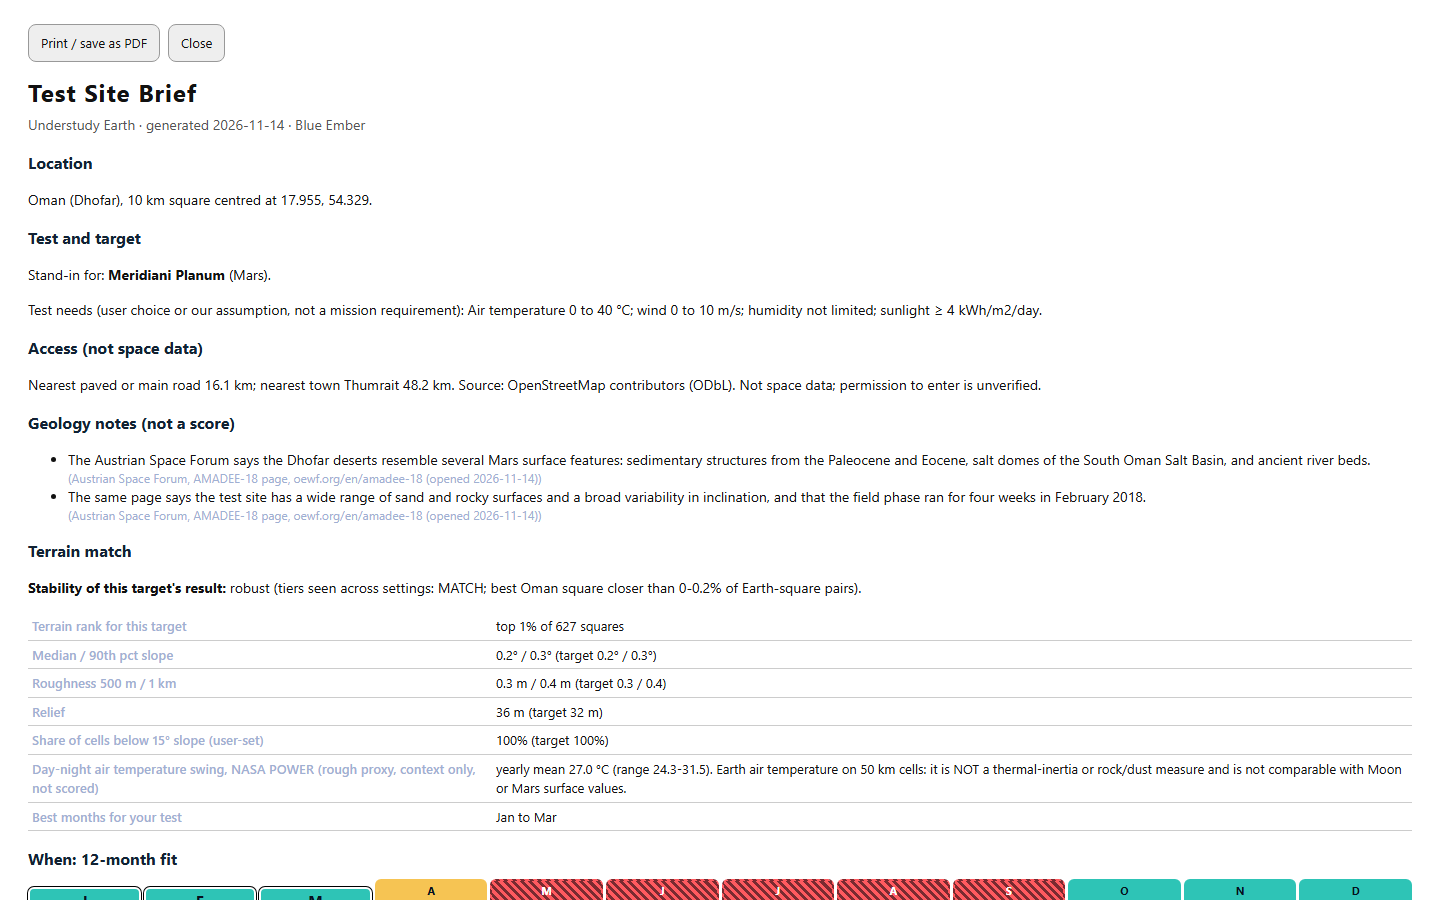 Print / save as PDF
Close
Test Site Brief
Understudy Earth · generated 2026-11-14 · Blue Ember
Location
Oman (Dhofar), 10 km square centred at 17.955, 54.329.
Test and target
Stand-in for: Meridiani Planum (Mars).
Test needs (user choice or our assumption, not a mission requirement): Air temperature 0 to 40 °C; wind 0 to 10 m/s; humidity not limited; sunlight ≥ 4 kWh/m2/day.
Access (not space data)
Nearest paved or main road 16.1 km; nearest town Thumrait 48.2 km. Source: OpenStreetMap contributors (ODbL). Not space data; permission to enter is unverified.
Geology notes (not a score)
• The Austrian Space Forum says the Dhofar deserts resemble several Mars surface features: sedimentary structures from the Paleocene and Eocene, salt domes of the South Oman Salt Basin, and ancient river beds.
(Austrian Space Forum, AMADEE-18 page, oewf.org/en/amadee-18 (opened 2026-11-14))
• The same page says the test site has a wide range of sand and rocky surfaces and a broad variability in inclination, and that the field phase ran for four weeks in February 2018.
(Austrian Space Forum, AMADEE-18 page, oewf.org/en/amadee-18 (opened 2026-11-14))
Terrain match
Stability of this target's result: robust (tiers seen across settings: MATCH; best Oman square closer than 0-0.2% of Earth-square pairs).
Terrain rank for this target top 1% of 627 squares
Median / 90th pct slope 0.2° / 0.3° (target 0.2° / 0.3°)
Roughness 500 m / 1 km 0.3 m / 0.4 m (target 0.3 / 0.4)
Relief 36 m (target 32 m)
Share of cells below 15° slope (user-set) 100% (target 100%)
Day-night air temperature swing, NASA POWER (rough proxy, context only, yearly mean 27.0 °C (range 24.3-31.5). Earth air temperature on 50 km cells: it is NOT a thermal-inertia or rock/dust measure and is not comparable with Moon
not scored) or Mars surface values.
Best months for your test Jan to Mar
When: 12-month fit
J F M A M J J A S O N D